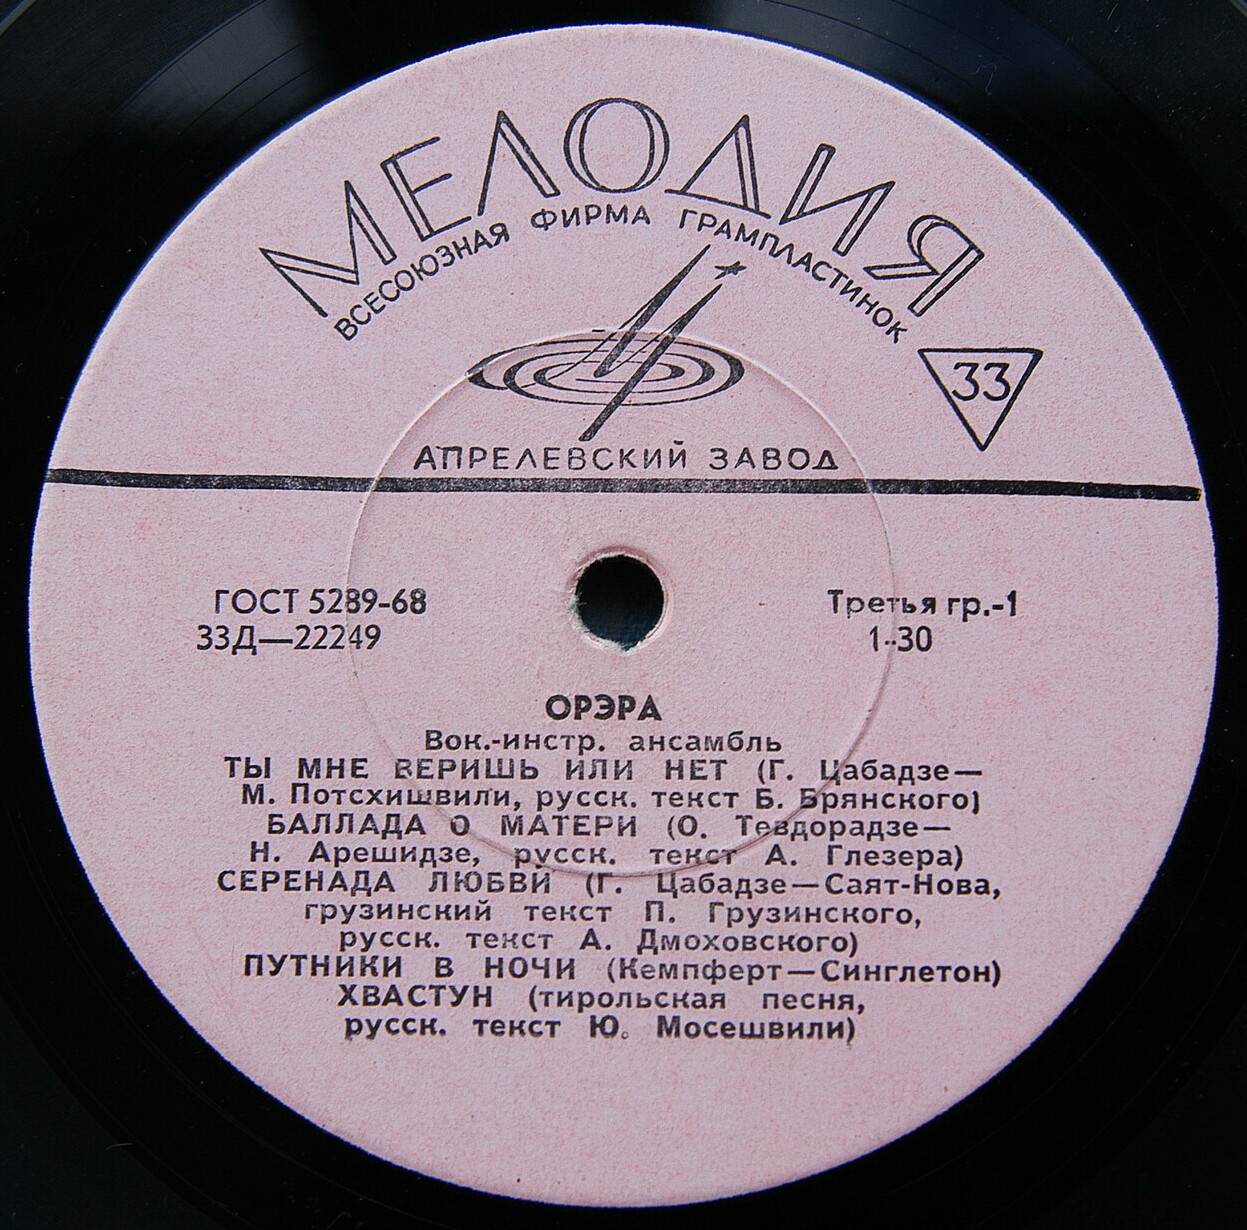 МЕЛОДИЯ
ВСЕСОЮЗНАЯ ФИРМА ГРАМПЛАСТИНОК
33
АПРЕЛЕВСКИЙ ЗАВОД
ГОСТ 5289-68
Третья гр.-1
33Д—22249
1-30
ОРЭРА
Вок.-инстр. ансамбль
ТЫ МНЕ ВЕРИШЬ ИЛИ НЕТ (Г. Цабадзе—
М. Потсхишвили, русск. текст Б. Брянского)
БАЛЛАДА О МАТЕРИ (О. Тевдорадзе—
Н. Арешидзе, русск. текст А. Глезера)
СЕРЕНАДА ЛЮБВИ (Г. Цабадзе—Саят-Нова,
грузинский текст П. Грузинского,
русск. текст А. Дмоховского)
ПУТНИКИ В НОЧИ (Кемпферт—Синглетон)
ХВАСТУН (тирольская песня,
русск. текст Ю. Мосешвили)